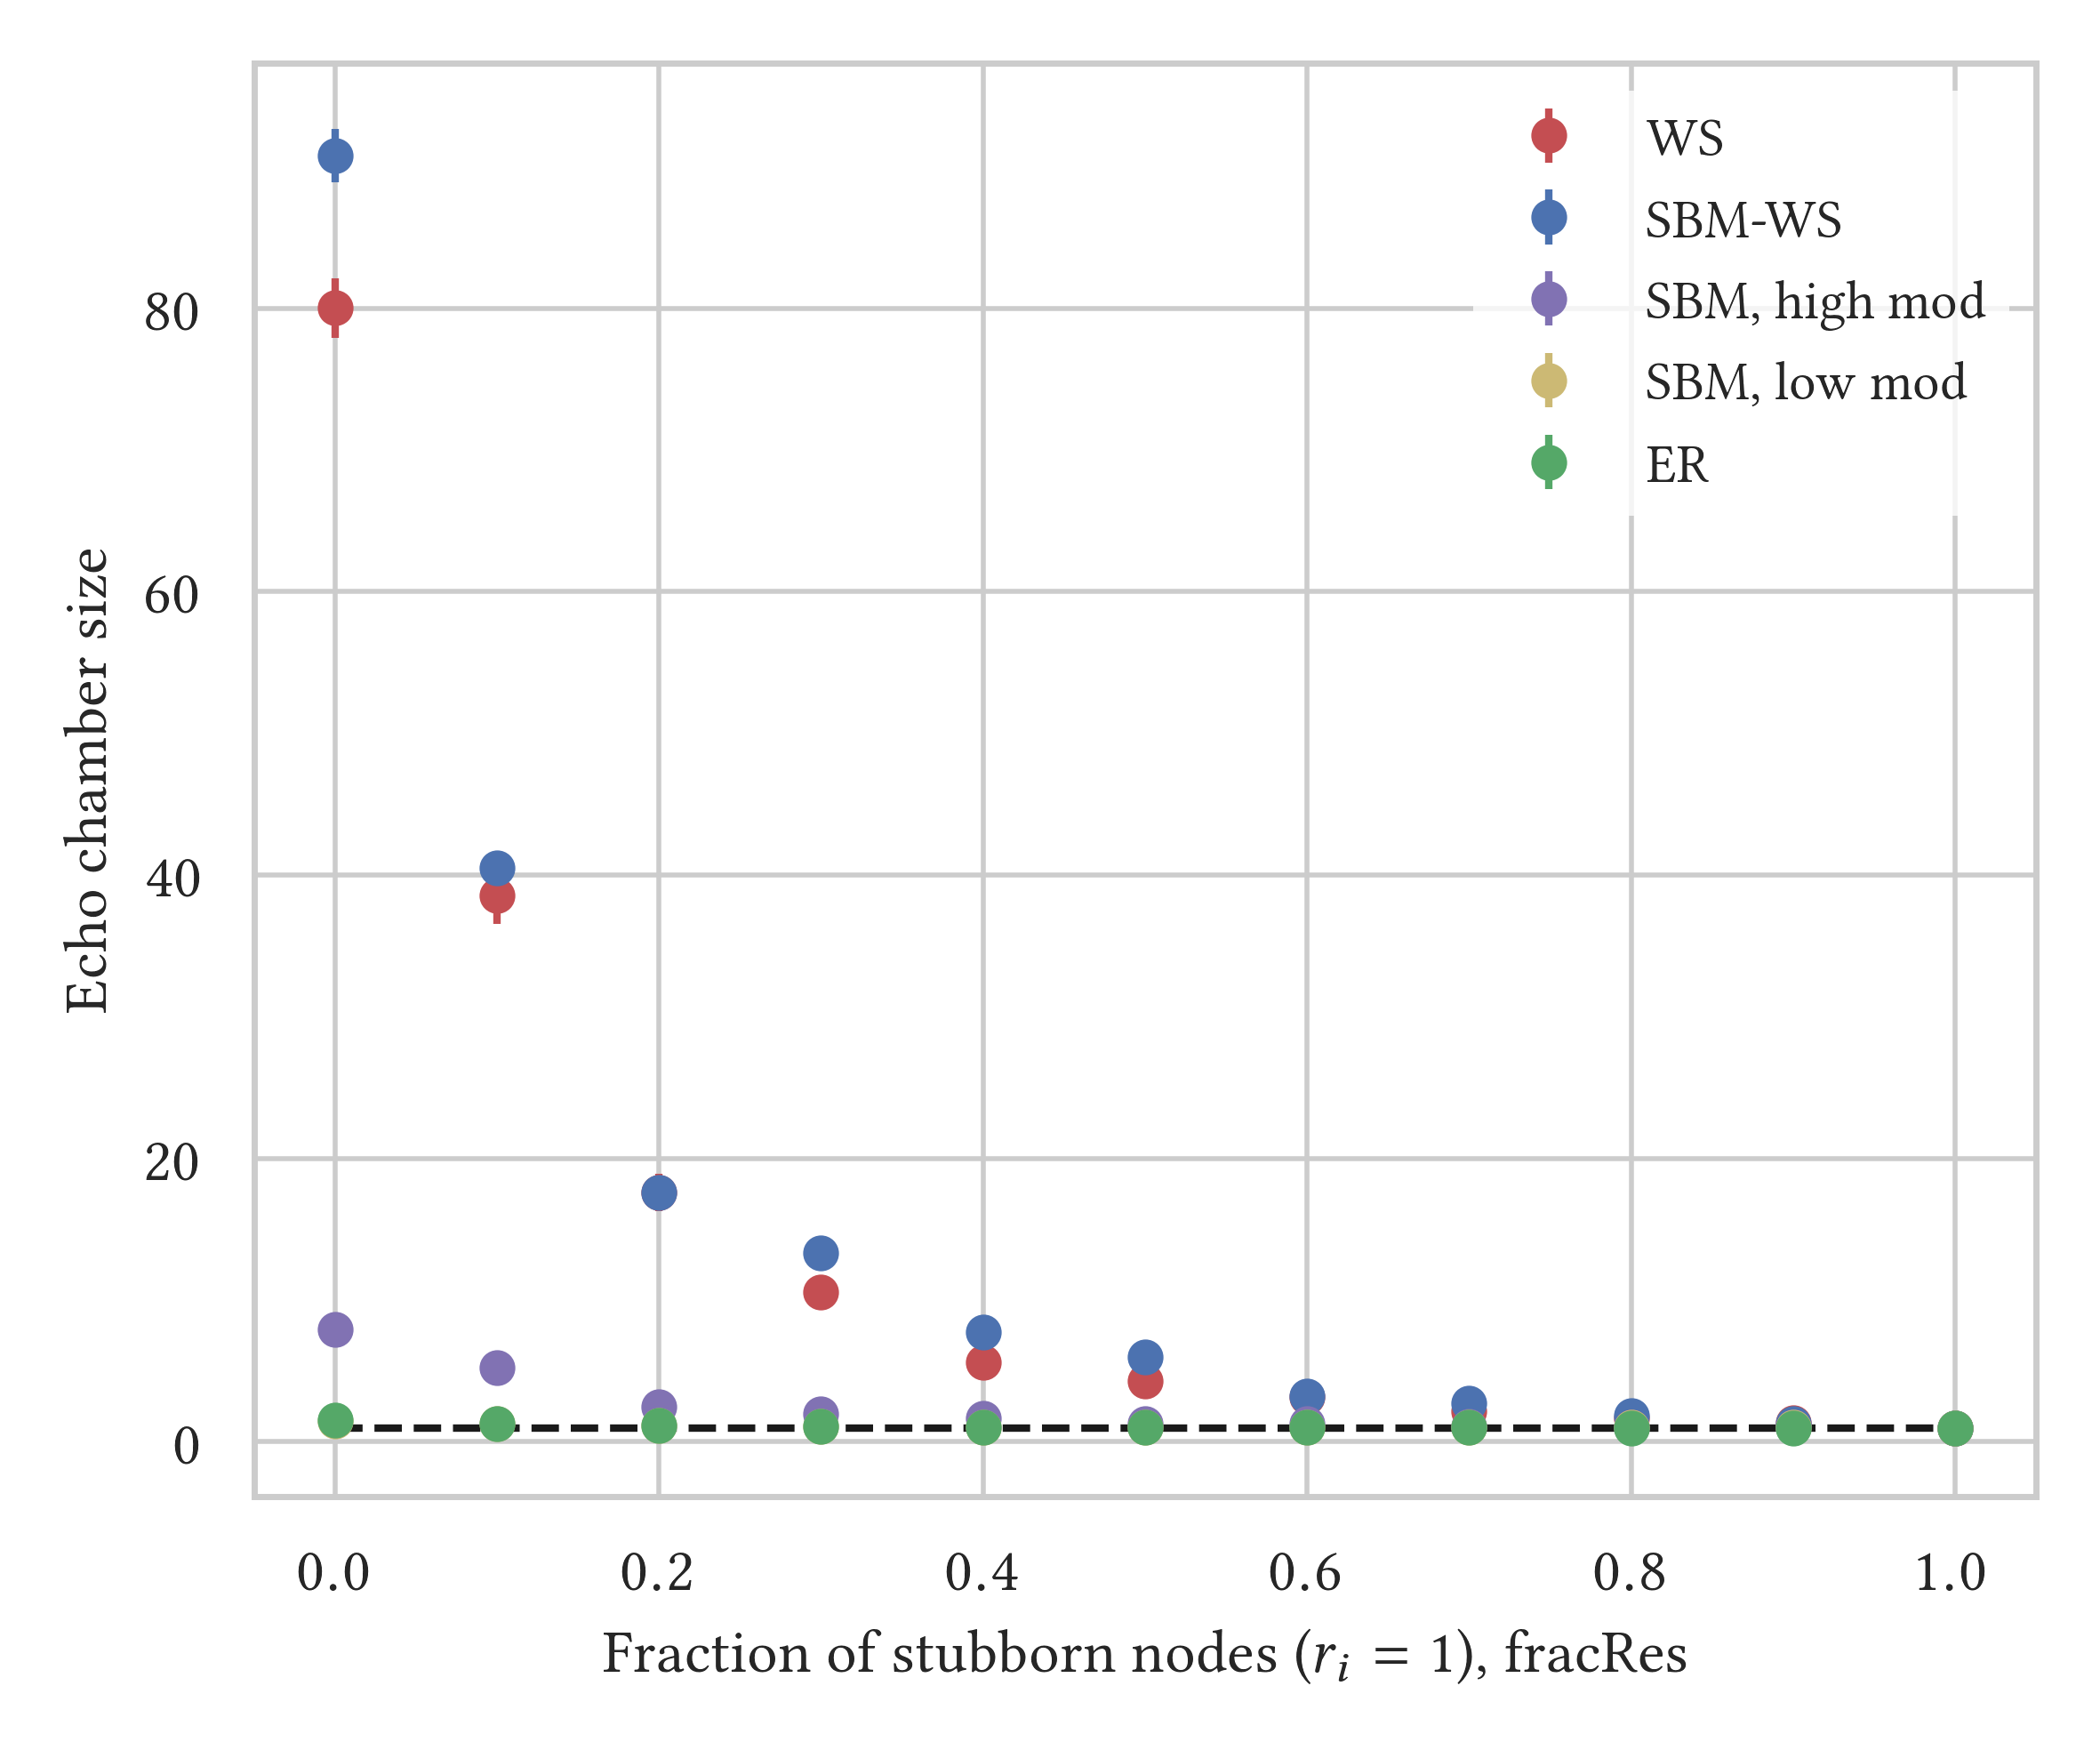 WS
SBM-WS
SBM, high mod
SBM, low mod
ER
80
60
40
20
0
Echo chamber size
0.0 0.2 0.4 0.6 0.8 1.0
Fraction of stubborn nodes (rᵢ = 1), fracRes